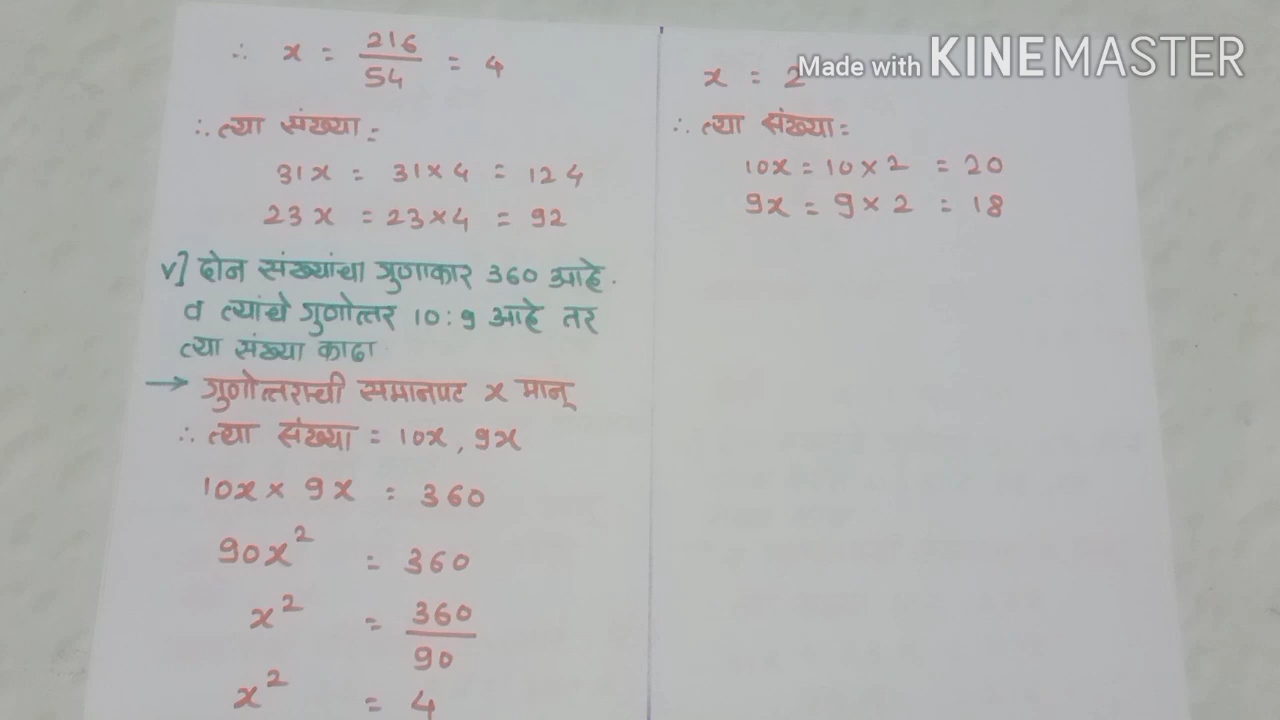 ∴ x = 216/54 = 4
∴ त्या संख्या =
31x = 31×4 = 124
23x = 23×4 = 92
v] दोन संख्यांचा गुणाकार 360 आहे.
व त्यांचे गुणोत्तर 10:9 आहे तर
त्या संख्या काढा
→ गुणोत्तराची समानपट x मानू
∴ त्या संख्या = 10x, 9x
10x × 9x = 360
90x² = 360
x² = 360/90
x² = 4
x = 2
∴ त्या संख्या =
10x = 10×2 = 20
9x = 9×2 = 18
Made with KINEMASTER